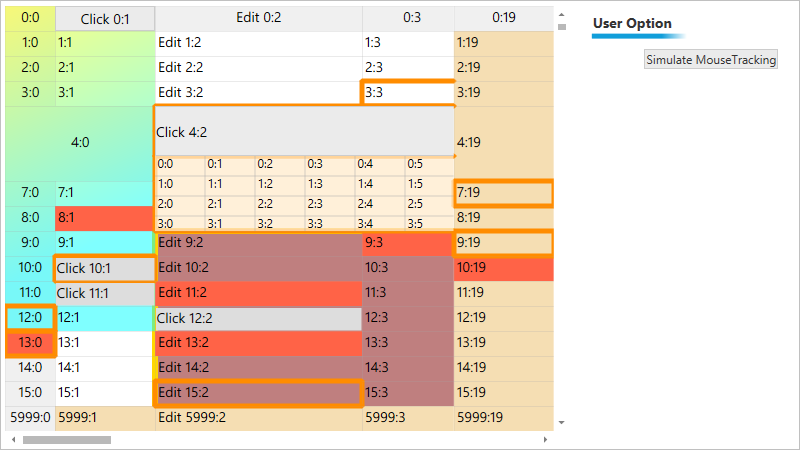 0:0 Click 0:1 Edit 0:2 0:3 0:19
1:0 1:1 Edit 1:2 1:3 1:19
2:0 2:1 Edit 2:2 2:3 2:19
3:0 3:1 Edit 3:2 3:3 3:19
4:0 Click 4:2 4:19
0:0 0:1 0:2 0:3 0:4 0:5
1:0 1:1 1:2 1:3 1:4 1:5
2:0 2:1 2:2 2:3 2:4 2:5
3:0 3:1 3:2 3:3 3:4 3:5
7:0 7:1 7:19
8:0 8:1 8:19
9:0 9:1 Edit 9:2 9:3 9:19
10:0 Click 10:1 Edit 10:2 10:3 10:19
11:0 Click 11:1 Edit 11:2 11:3 11:19
12:0 12:1 Click 12:2 12:3 12:19
13:0 13:1 Edit 13:2 13:3 13:19
14:0 14:1 Edit 14:2 14:3 14:19
15:0 15:1 Edit 15:2 15:3 15:19
5999:0 5999:1 Edit 5999:2 5999:3 5999:19
User Option
Simulate MouseTracking